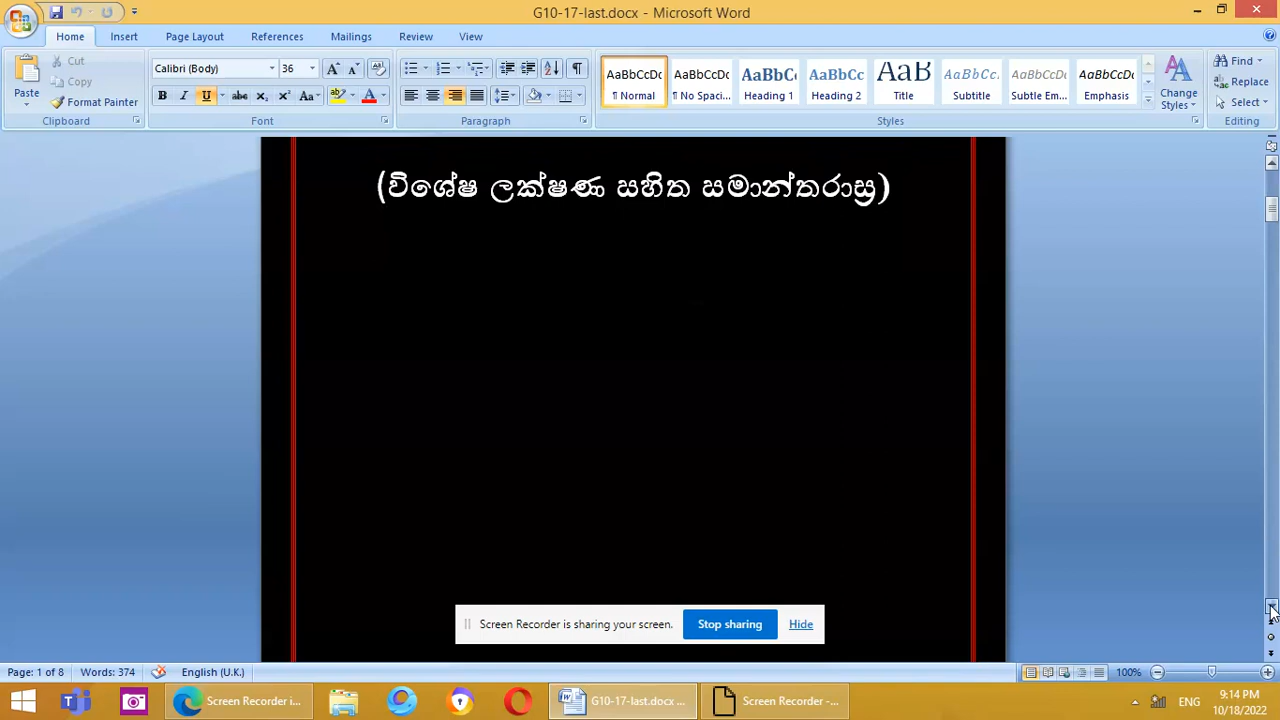 G10-17-last.docx - Microsoft Word
Home Insert Page Layout References Mailings Review View
Paste
Cut
Copy
Format Painter
Clipboard
Calibri (Body) 36
Font
Paragraph
AaBbCcDc AaBbCcDc AaBbCc AaBbCc AaB AaBbCc. AaBbCcDc AaBbCcDc
¶ Normal ¶ No Spaci... Heading 1 Heading 2 Title Subtitle Subtle Em... Emphasis
Styles
Change Styles
Find
Replace
Select
Editing
(විශේෂ ලක්ෂණ සහිත සමාන්තරාස්‍ර)
Screen Recorder is sharing your screen. Stop sharing Hide
Page: 1 of 8 Words: 374 English (U.K.) 100%
Screen Recorder i... G10-17-last.docx ... Screen Recorder -... ENG 9:14 PM
10/18/2022